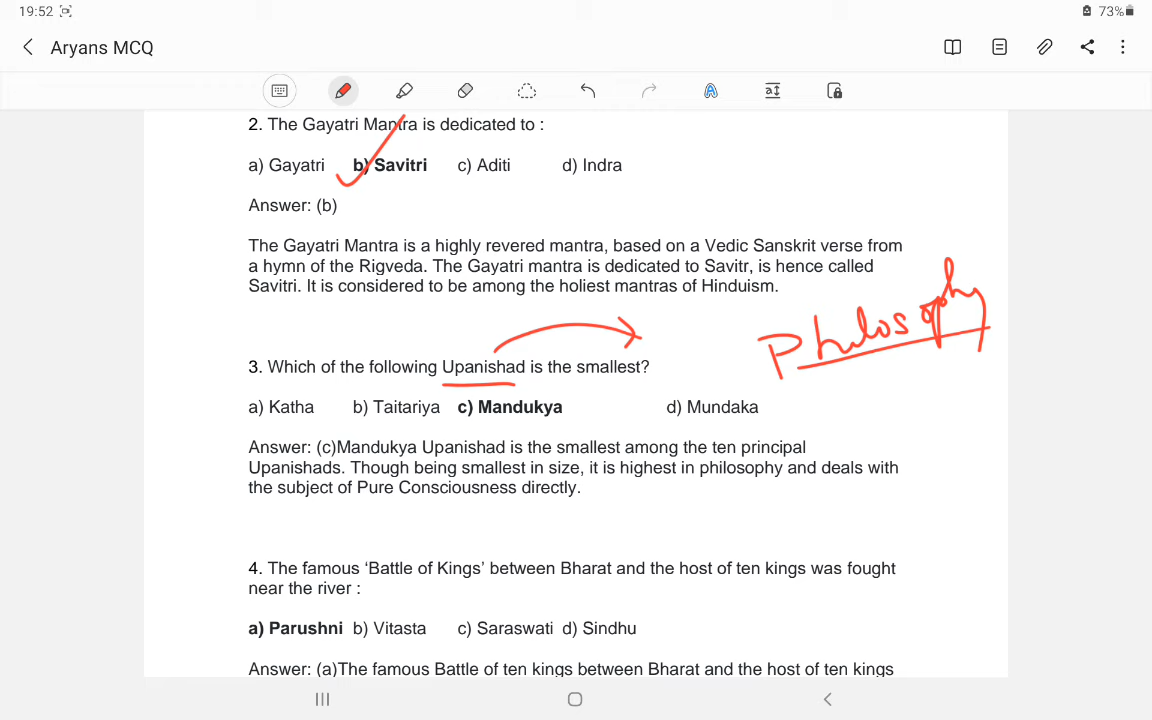 19:52 73%
Aryans MCQ
2. The Gayatri Mantra is dedicated to :
a) Gayatri b) Savitri c) Aditi d) Indra
Answer: (b)
The Gayatri Mantra is a highly revered mantra, based on a Vedic Sanskrit verse from
a hymn of the Rigveda. The Gayatri mantra is dedicated to Savitr, is hence called
Savitri. It is considered to be among the holiest mantras of Hinduism.
Philosophy
3. Which of the following Upanishad is the smallest?
a) Katha b) Taitariya c) Mandukya d) Mundaka
Answer: (c)Mandukya Upanishad is the smallest among the ten principal
Upanishads. Though being smallest in size, it is highest in philosophy and deals with
the subject of Pure Consciousness directly.
4. The famous ‘Battle of Kings’ between Bharat and the host of ten kings was fought
near the river :
a) Parushni b) Vitasta c) Saraswati d) Sindhu
Answer: (a)The famous Battle of ten kings between Bharat and the host of ten kings